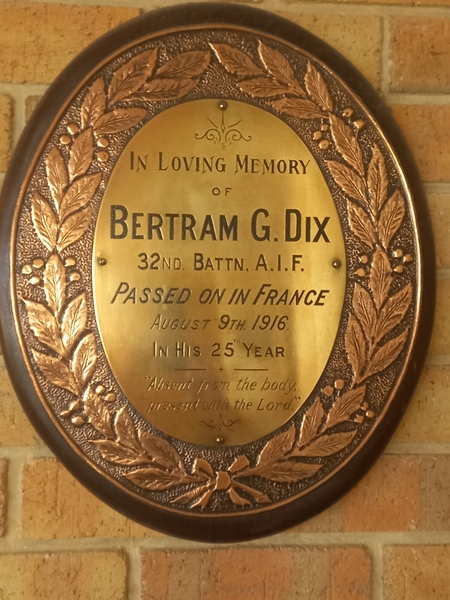 IN LOVING MEMORY
OF
BERTRAM G. DIX
32ND. BATTN. A.I.F.
PASSED ON IN FRANCE
AUGUST 9TH. 1916.
IN HIS 25TH YEAR
"Absent from the body,
present with the Lord."